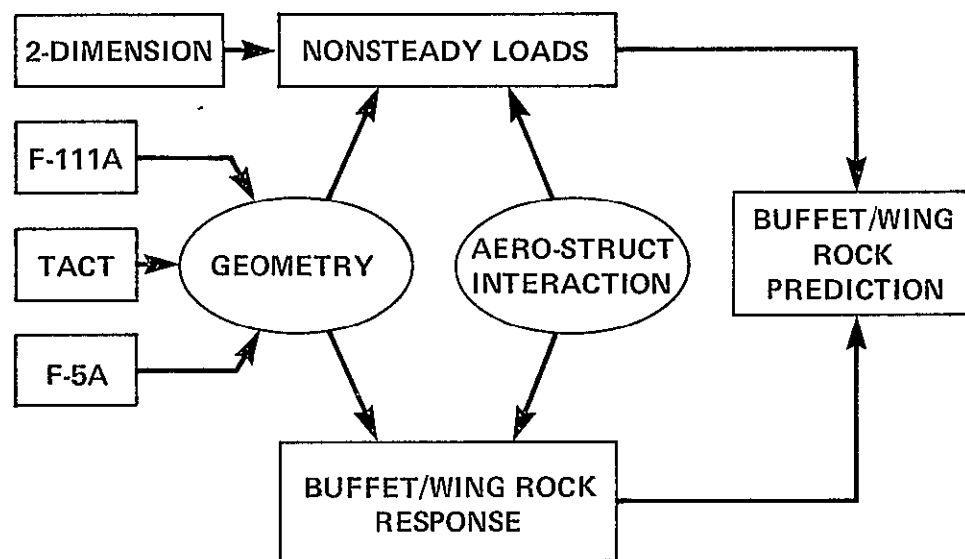 2-DIMENSION
NONSTEADY LOADS
F-111A
TACT
F-5A
GEOMETRY
AERO-STRUCT
INTERACTION
BUFFET/WING
ROCK
PREDICTION
BUFFET/WING ROCK
RESPONSE